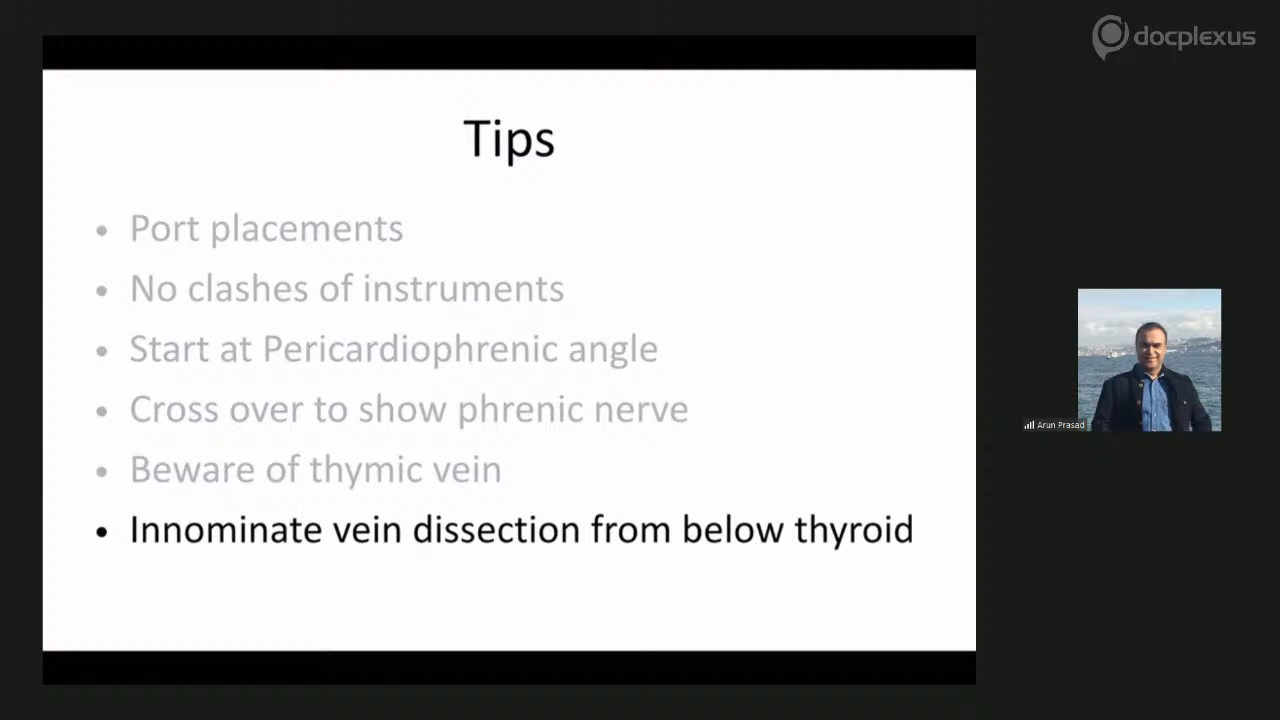 docplexus
Tips
• Port placements
• No clashes of instruments
• Start at Pericardiophrenic angle
• Cross over to show phrenic nerve
• Beware of thymic vein
• Innominate vein dissection from below thyroid
Arun Prasad